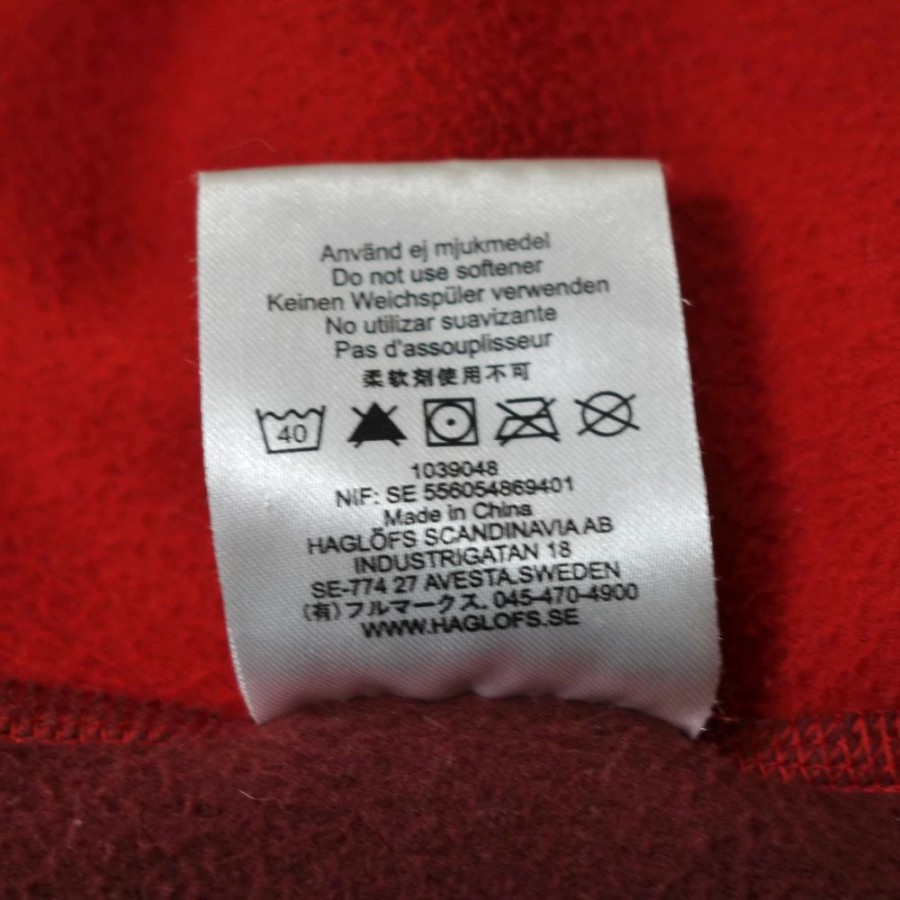 Använd ej mjukmedel
Do not use softener
Keinen Weichspüler verwenden
No utilizar suavizante
Pas d'assouplisseur
柔軟剤使用不可
40
1039048
NIF: SE 556054869401
Made in China
HAGLÖFS SCANDINAVIA AB
INDUSTRIGATAN 18
SE-774 27 AVESTA.SWEDEN
(有)フルマークス. 045-470-4900
WWW.HAGLOFS.SE